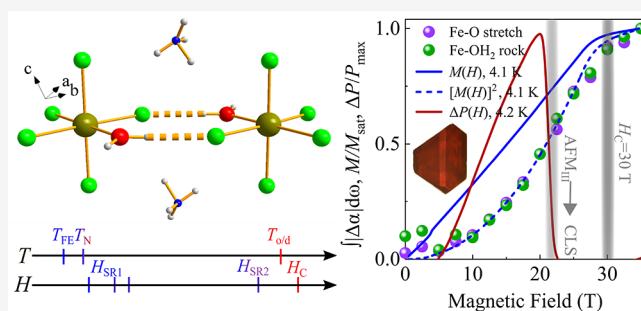 c
a
b
T_FE T_N T_o/d
T
H_SR1 H_SR2 H_C
H
∫|Δα|dω, M/M_sat, ΔP/P_max
1.0
0.5
0.0
Fe-O stretch
Fe-OH₂ rock
M(H), 4.1 K
[M(H)]², 4.1 K
ΔP(H), 4.2 K
AFM_III
CLS
H_C=30 T
0 10 20 30
Magnetic Field (T)